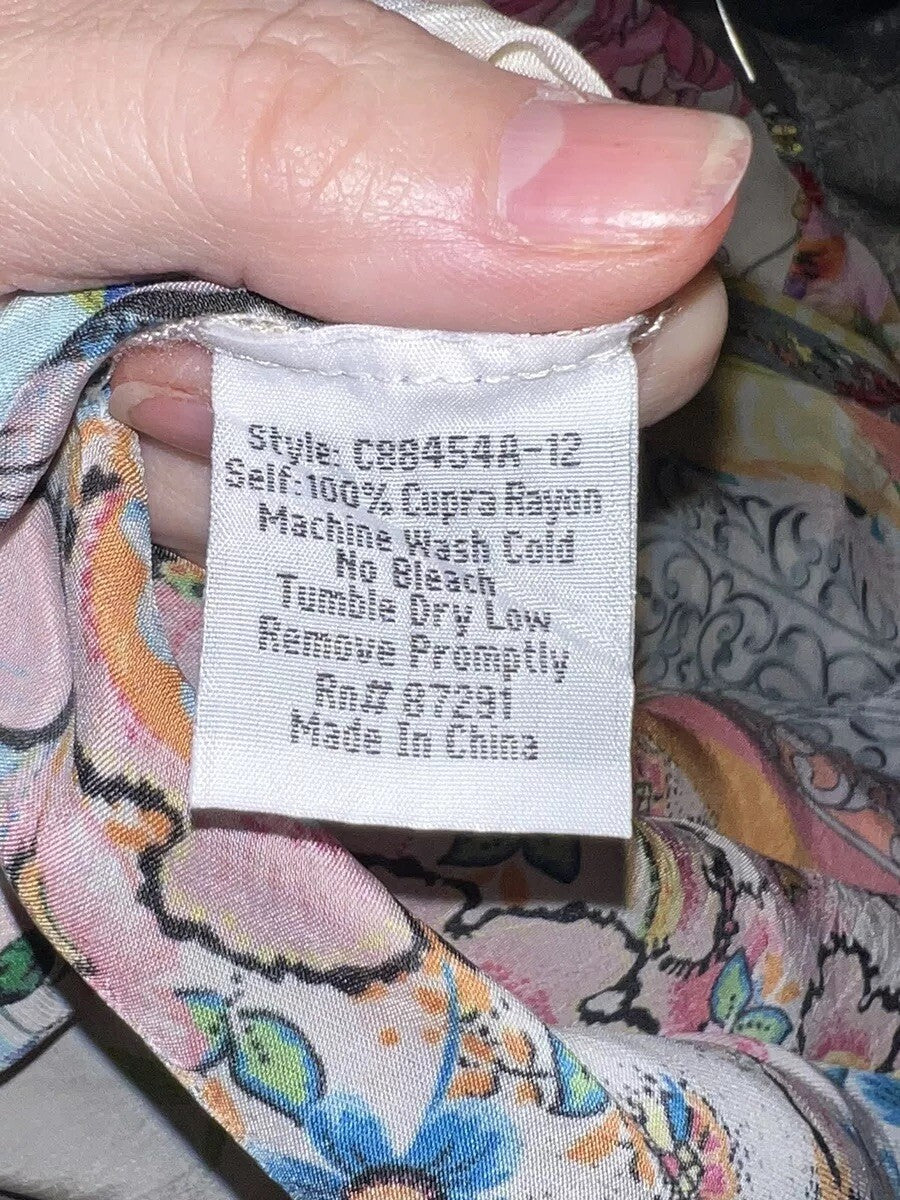 Style: C88454A-12
Self:100% Cupra Rayon
Machine Wash Cold
No Bleach
Tumble Dry Low
Remove Promptly
Rn# 87291
Made In China